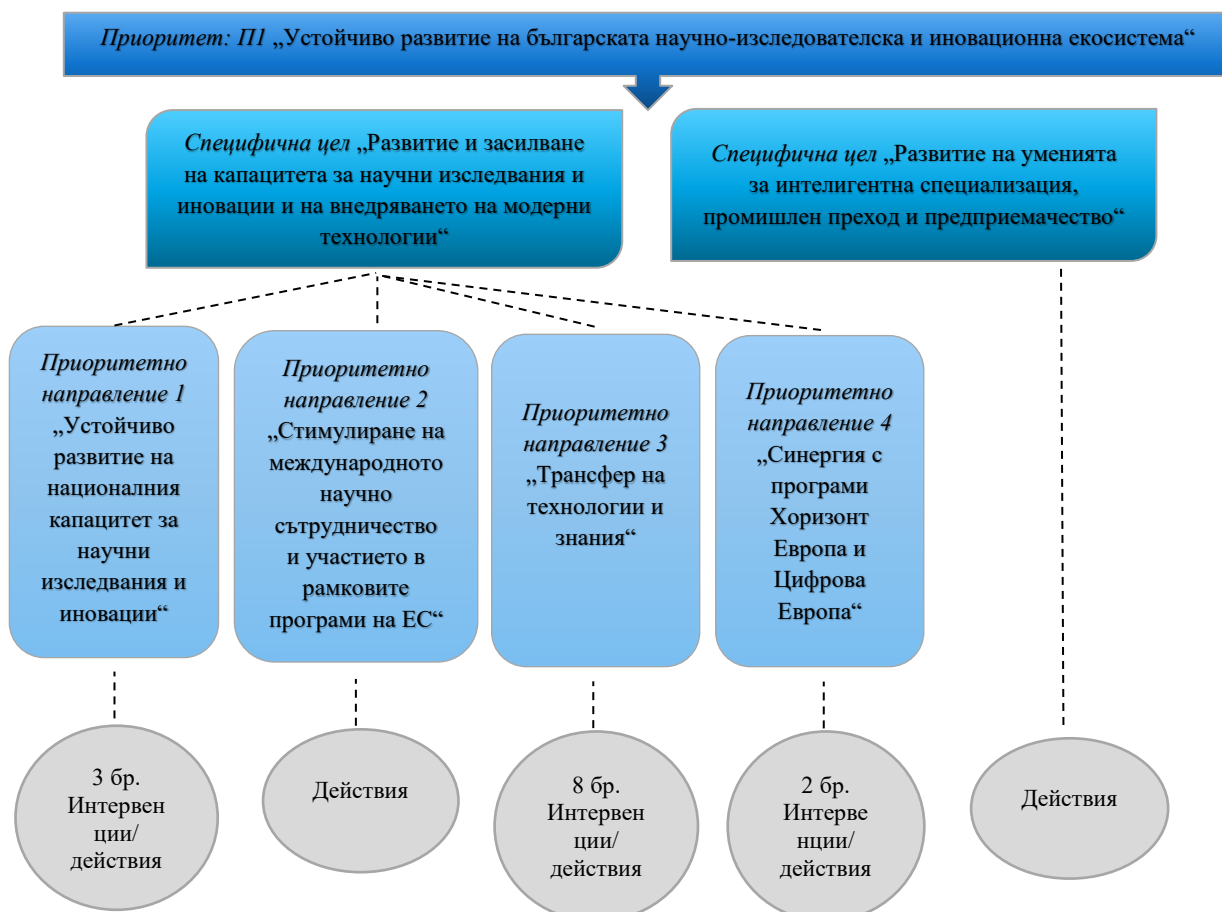 Приоритет: П1 „Устойчиво развитие на българската научно-изследователска и иновационна екосистема“
Специфична цел „Развитие и засилване
на капацитета за научни изследвания и
иновации и на внедряването на модерни
технологии“
Специфична цел „Развитие на уменията
за интелигентна специализация,
промишлен преход и предприемачество“
Приоритетно
направление 1
„Устойчиво
развитие на
националния
капацитет за
научни
изследвания и
иновации“
Приоритетно
направление 2
„Стимулиране на
международното
научно
сътрудничество
и участието в
рамковите
програми на ЕС“
Приоритетно
направление 3
„Трансфер на
технологии и
знания“
Приоритетно
направление 4
„Синергия с
програми
Хоризонт
Европа и
Цифрова
Европа“
3 бр.
Интервен
ции/
действия
Действия
8 бр.
Интервен
ции/
действия
2 бр.
Интерве
нции/
действия
Действия